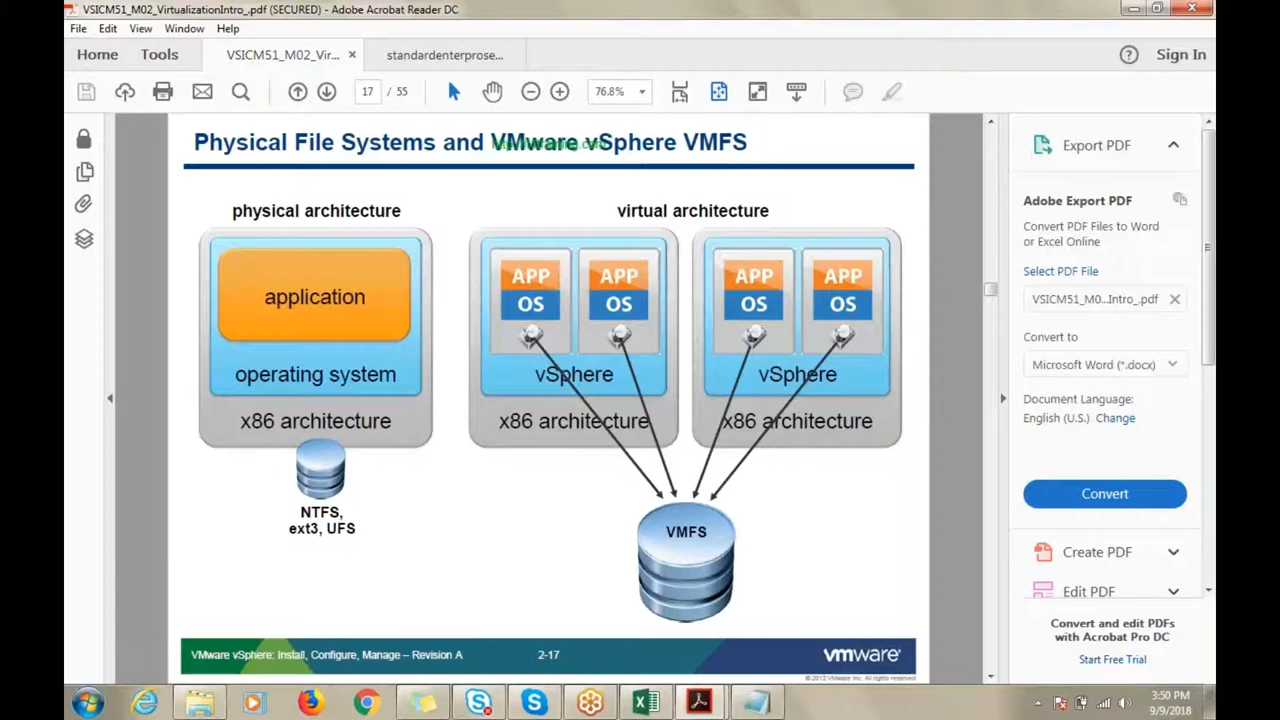 VSICM51_M02_VirtualizationIntro_.pdf (SECURED) - Adobe Acrobat Reader DC
File Edit View Window Help
Home Tools VSICM51_M02_Vir... standardenterprose... Sign In
17 / 55 76.8%
Physical File Systems and VMware vSphere VMFS
physical architecture virtual architecture
application
operating system
x86 architecture
NTFS,
ext3, UFS
APP APP APP APP
OS OS OS OS
vSphere vSphere
x86 architecture x86 architecture
VMFS
VMware vSphere: Install, Configure, Manage – Revision A 2-17 vmware
© 2012 VMware Inc. All rights reserved
Export PDF
Adobe Export PDF
Convert PDF Files to Word
or Excel Online
Select PDF File
VSICM51_M0...Intro_.pdf
Convert to
Microsoft Word (*.docx)
Document Language:
English (U.S.) Change
Convert
Create PDF
Edit PDF
Convert and edit PDFs
with Acrobat Pro DC
Start Free Trial
3:50 PM
9/9/2018